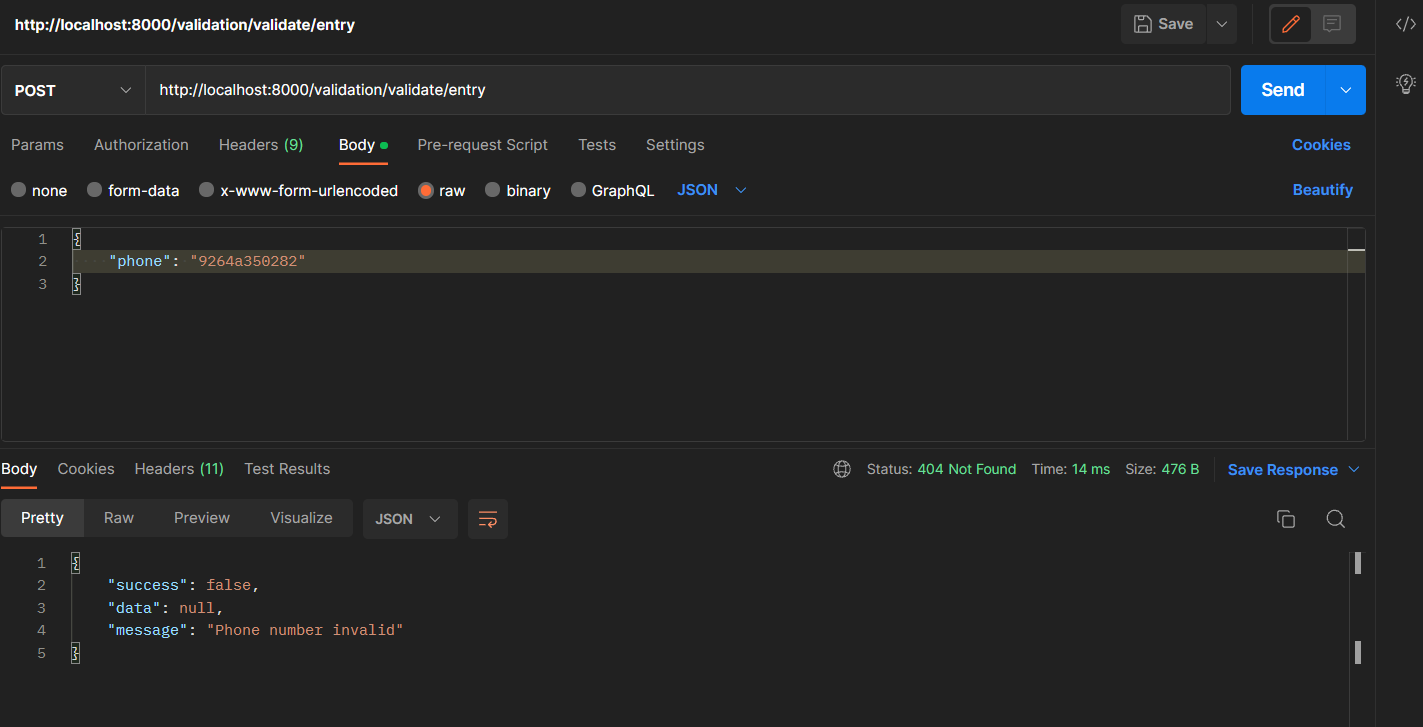 http://localhost:8000/validation/validate/entry
Save
POST
http://localhost:8000/validation/validate/entry
Send
Params Authorization Headers (9) Body Pre-request Script Tests Settings Cookies
none form-data x-www-form-urlencoded raw binary GraphQL JSON Beautify
1 {
2 "phone": "9264a350282"
3 }
Body Cookies Headers (11) Test Results Status: 404 Not Found Time: 14 ms Size: 476 B Save Response
Pretty Raw Preview Visualize JSON
1 {
2 "success": false,
3 "data": null,
4 "message": "Phone number invalid"
5 }